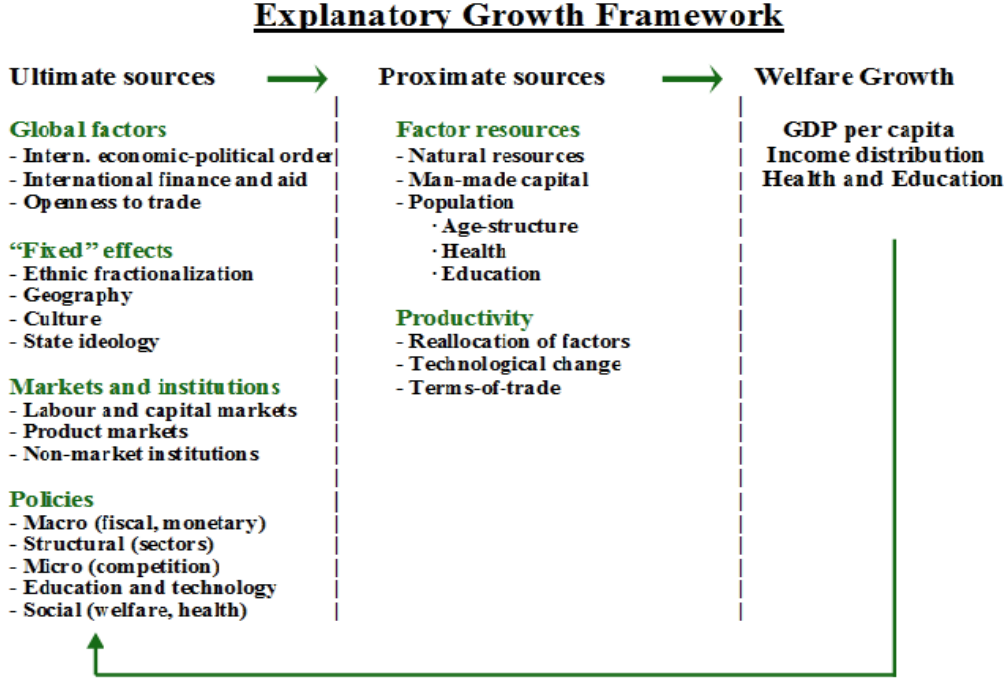 Explanatory Growth Framework
Ultimate sources
Global factors
- Intern. economic-political order
- International finance and aid
- Openness to trade
“Fixed” effects
- Ethnic fractionalization
- Geography
- Culture
- State ideology
Markets and institutions
- Labour and capital markets
- Product markets
- Non-market institutions
Policies
- Macro (fiscal, monetary)
- Structural (sectors)
- Micro (competition)
- Education and technology
- Social (welfare, health)
Proximate sources
Factor resources
- Natural resources
- Man-made capital
- Population
· Age-structure
· Health
· Education
Productivity
- Reallocation of factors
- Technological change
- Terms-of-trade
Welfare Growth
GDP per capita
Income distribution
Health and Education